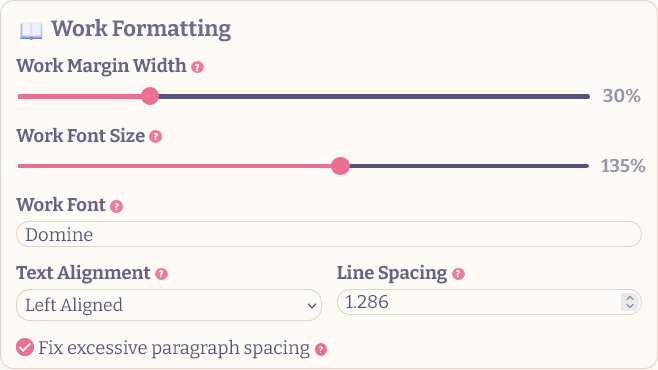 📖 Work Formatting
Work Margin Width ?
30%
Work Font Size ?
135%
Work Font ?
Domine
Text Alignment ? Line Spacing ?
Left Aligned 1.286
Fix excessive paragraph spacing ?